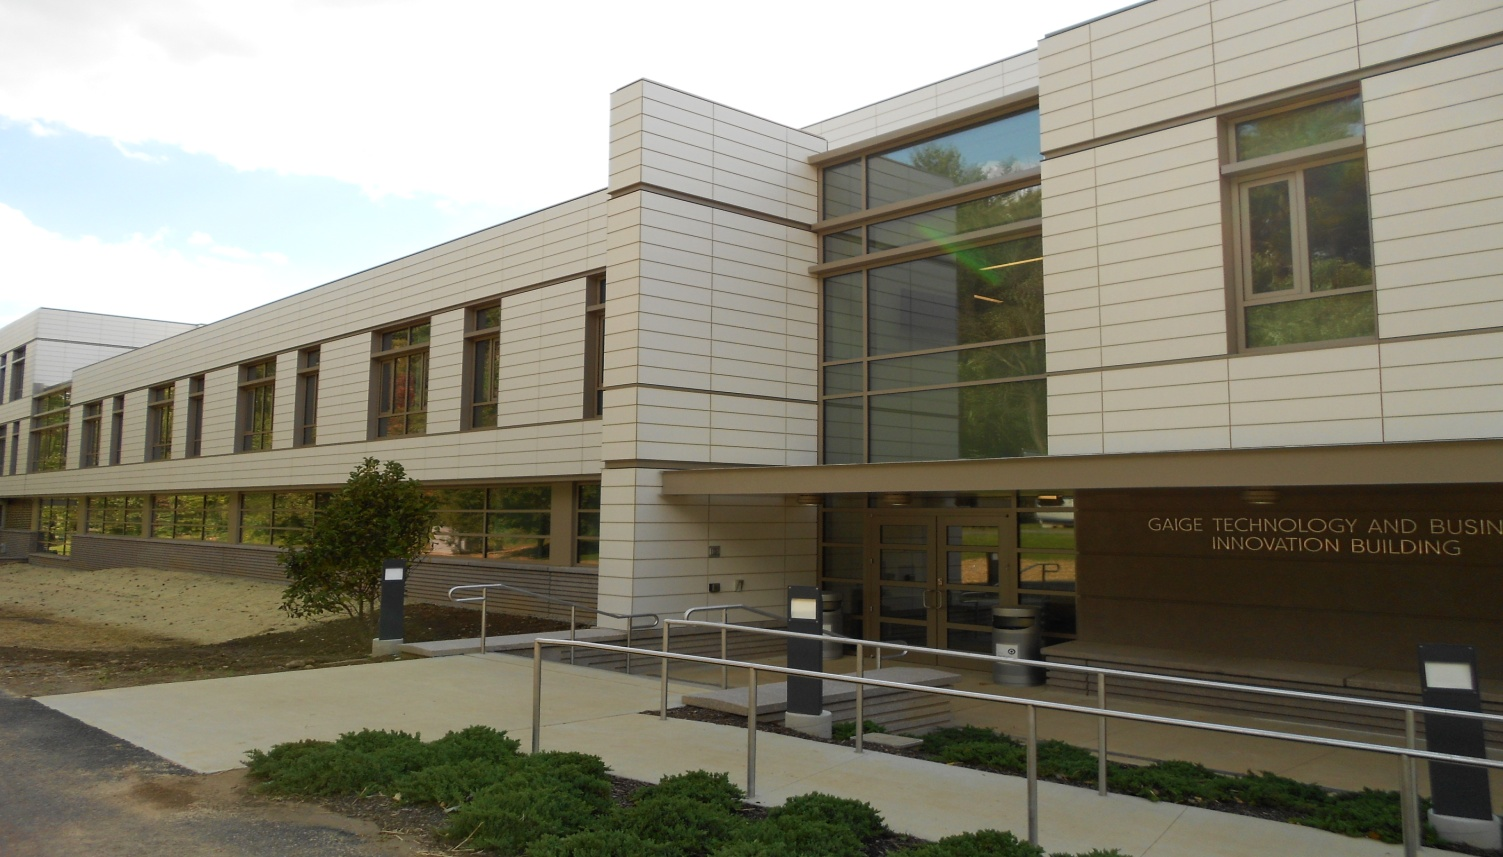 GAIGE TECHNOLOGY AND BUSIN
INNOVATION BUILDING